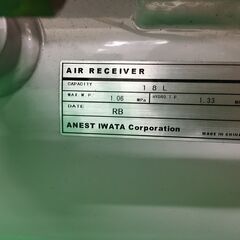 AIR RECEIVER
CAPACITY 18 L
MAX. W. P. 1.06 MPa HYDRO. T. P. 1.33
DATE RB
ANEST IWATA Corporation MADE IN CHINA